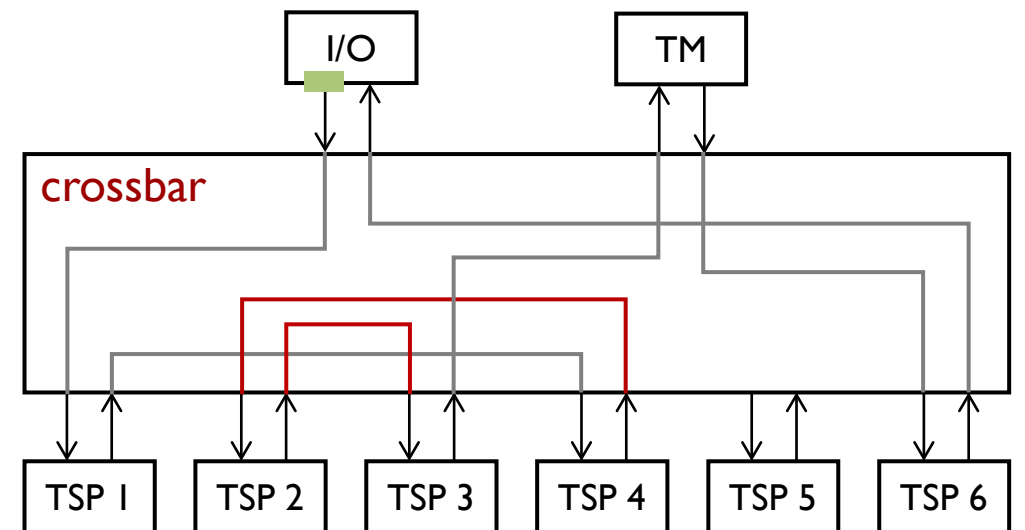 I/O
TM
crossbar
TSP 1
TSP 2
TSP 3
TSP 4
TSP 5
TSP 6